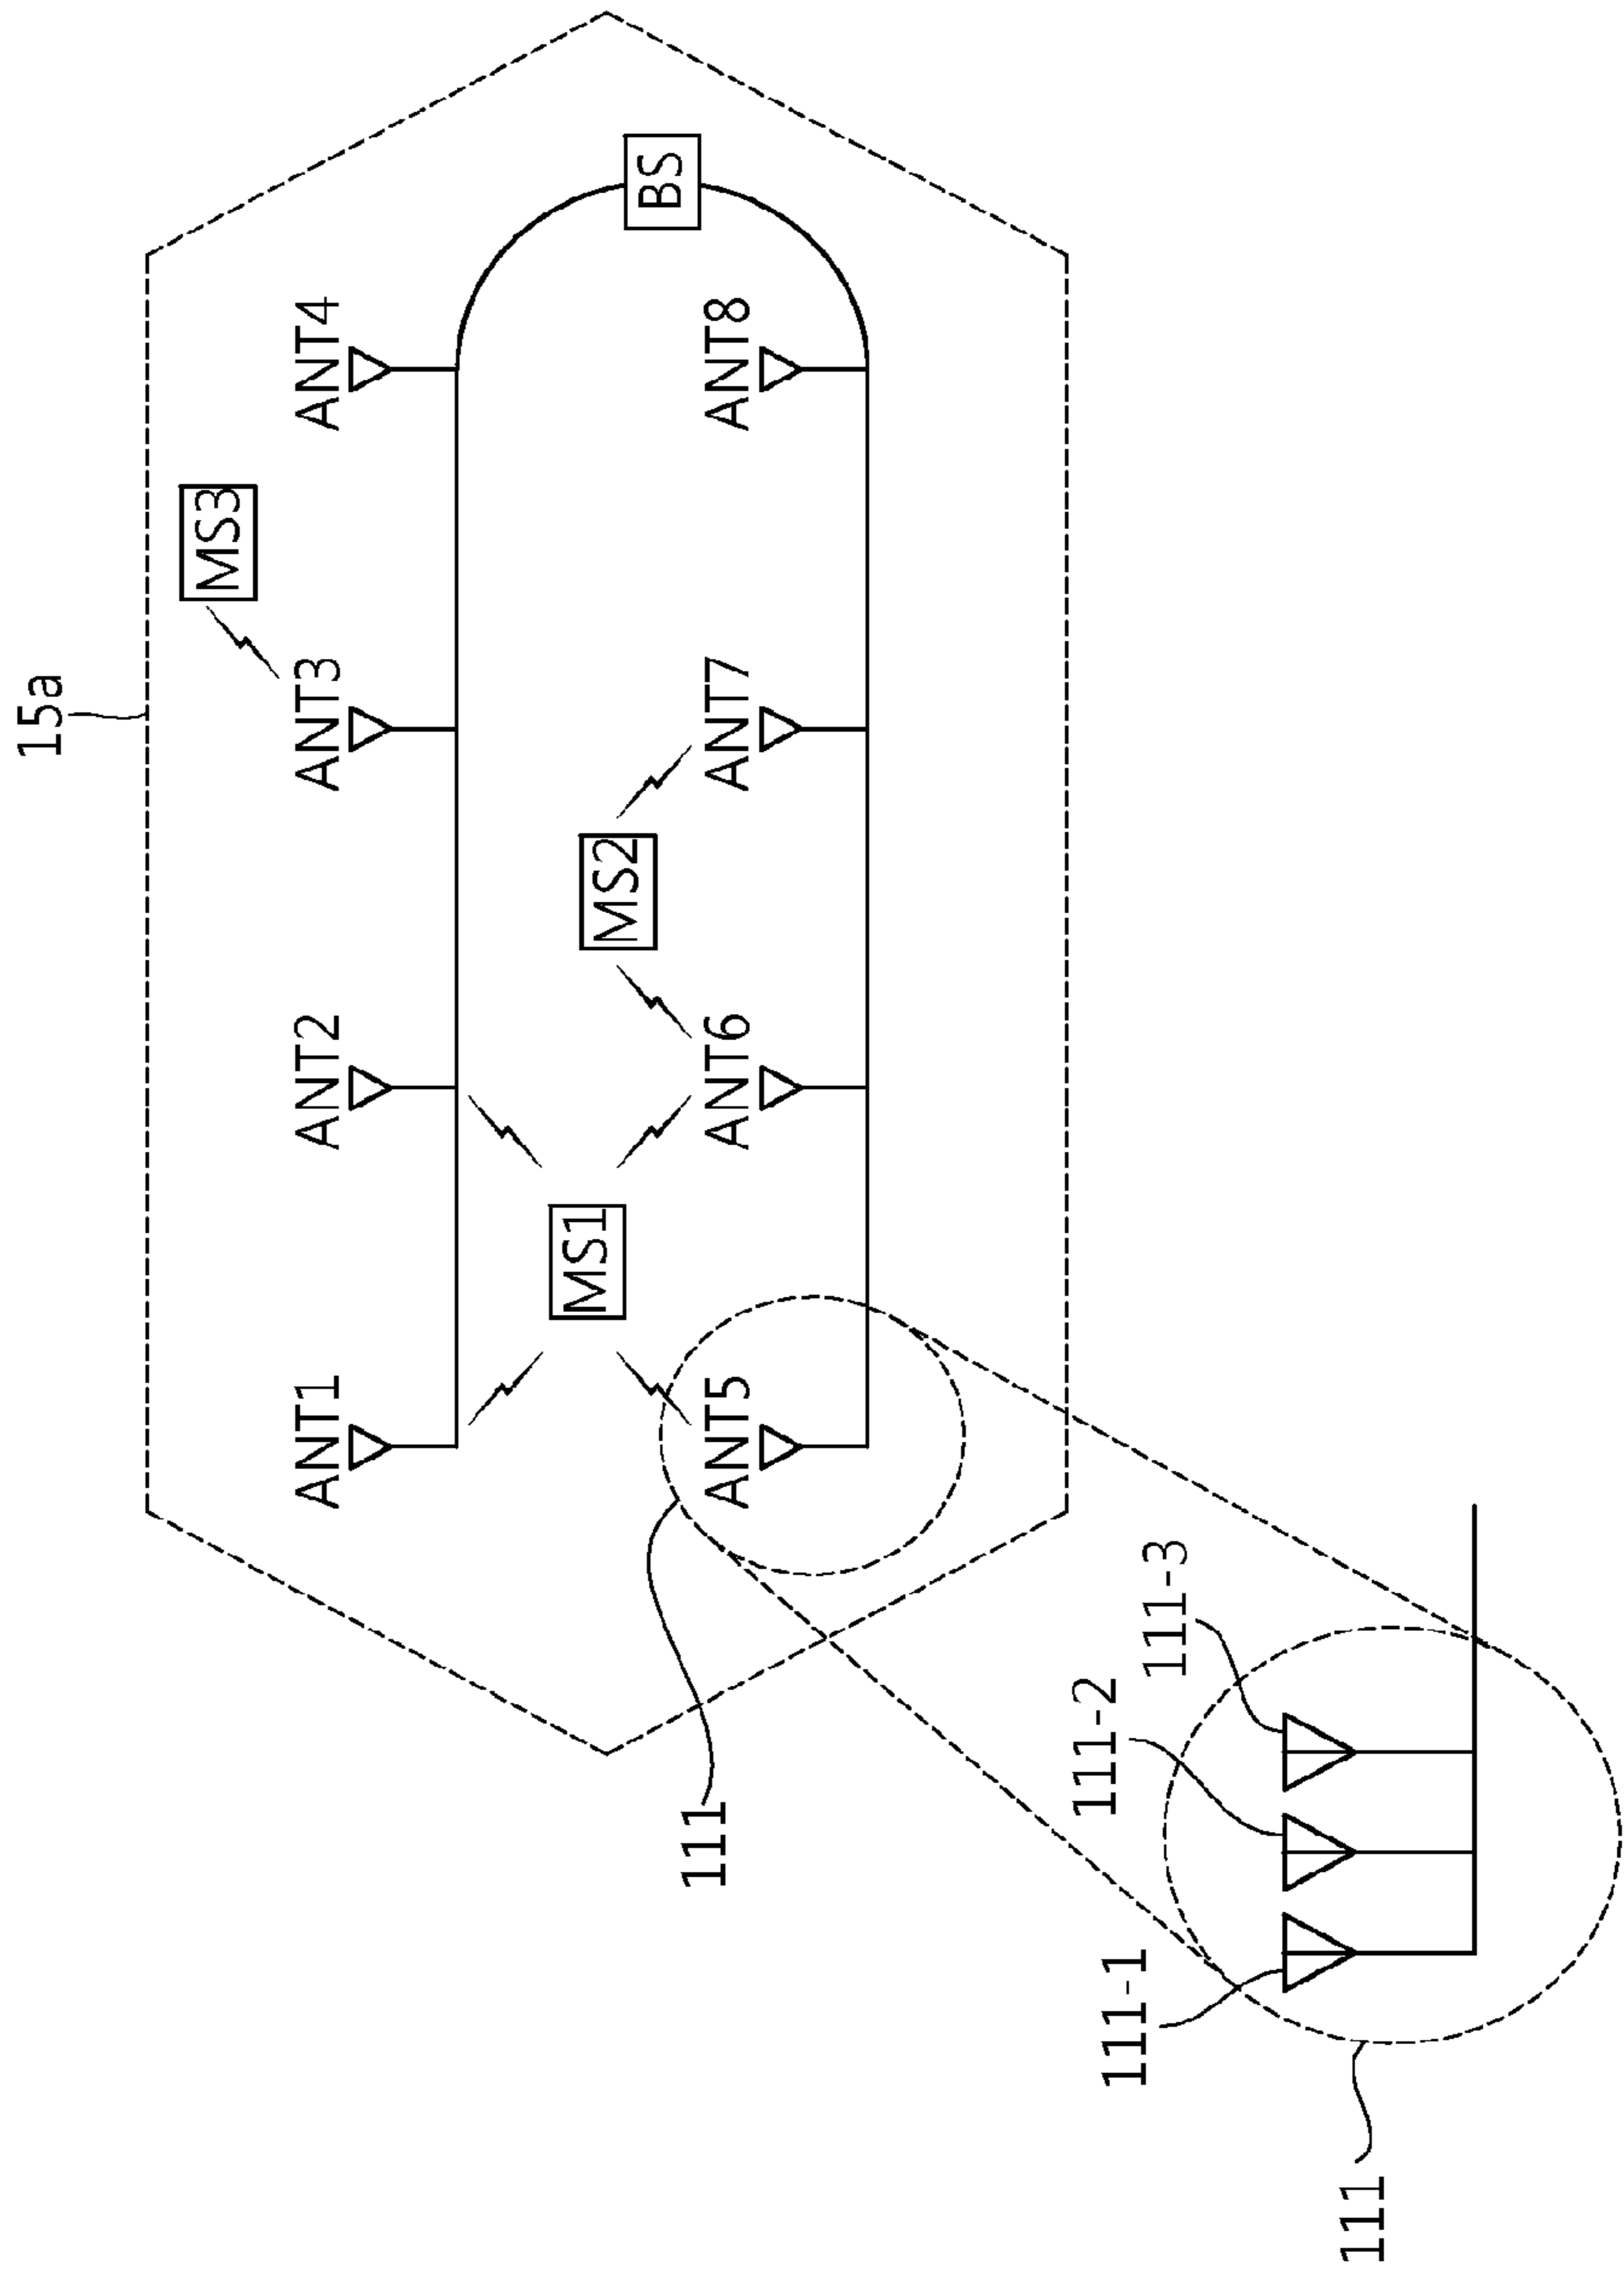 15a
ANT1
ANT2
ANT3
ANT4
MS3
MS1
MS2
BS
ANT5
ANT6
ANT7
ANT8
111
111-1
111-2
111-3
111